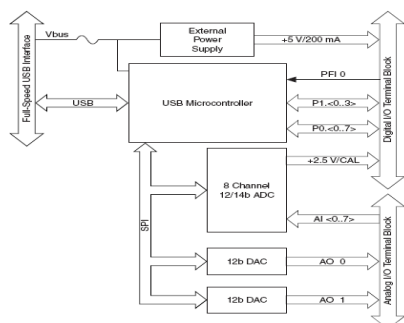 Full-Speed USB Interface
Vbus
External
Power
Supply
+5 V/200 mA
PFI 0
USB
USB Microcontroller
P1.<0..3>
P0.<0..7>
Digital I/O Terminal Block
+2.5 V/CAL
8 Channel
12/14b ADC
AI <0..7>
SPI
12b DAC
AO 0
12b DAC
AO 1
Analog I/O Terminal Block